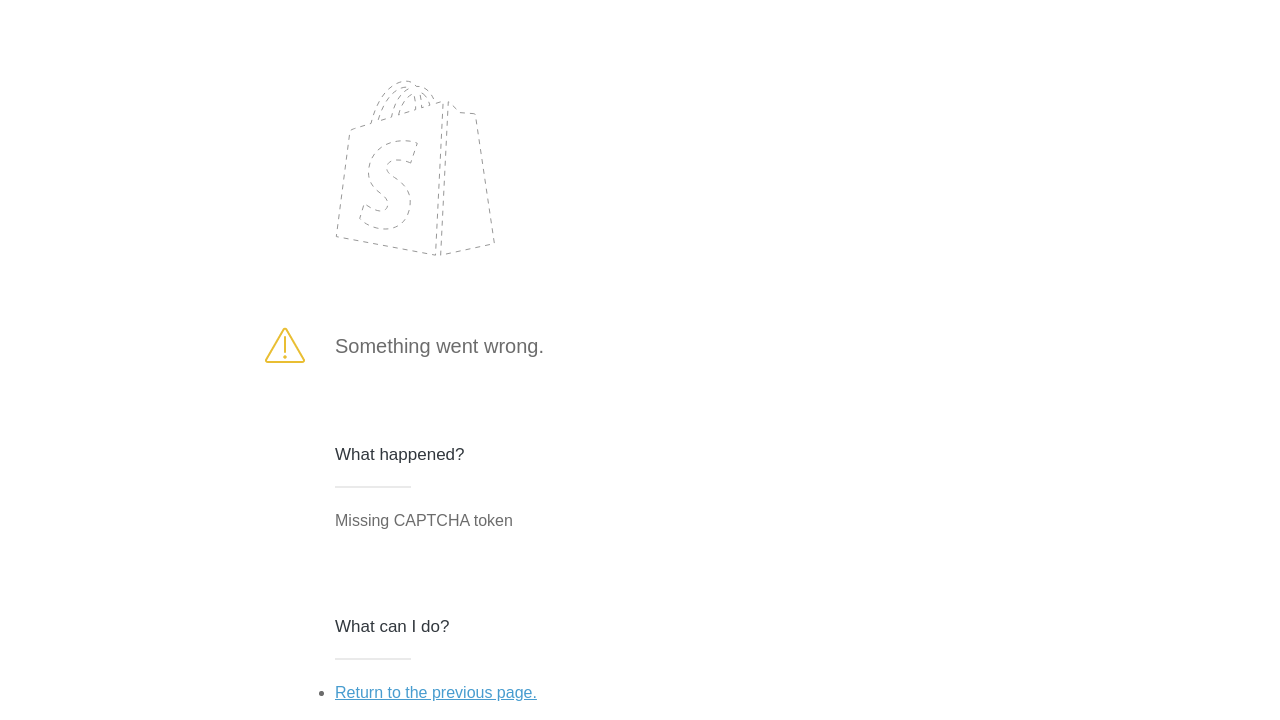 S
Something went wrong.
What happened?
Missing CAPTCHA token
What can I do?
Return to the previous page.